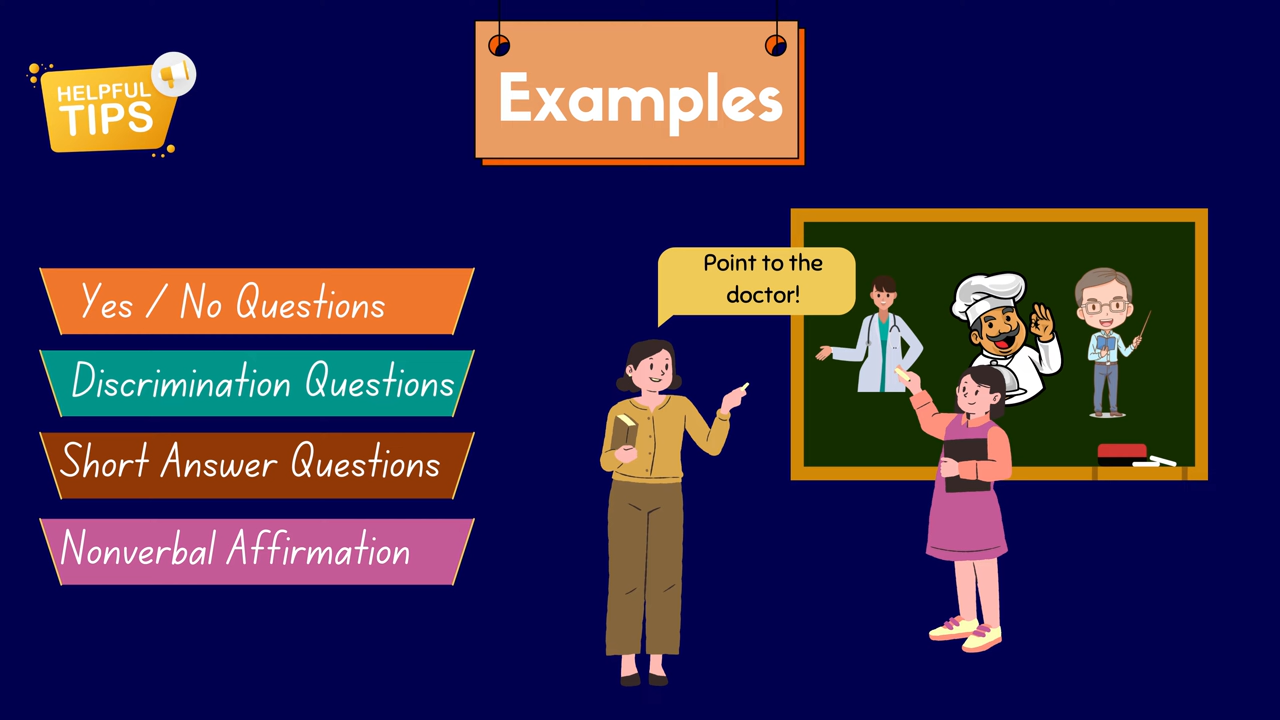 HELPFUL
TIPS
Examples
Yes / No Questions
Discrimination Questions
Short Answer Questions
Nonverbal Affirmation
Point to the
doctor!